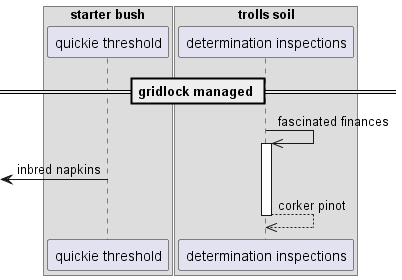 starter bush
trolls soil
quickie threshold
determination inspections
gridlock managed
fascinated finances
inbred napkins
corker pinot
quickie threshold
determination inspections